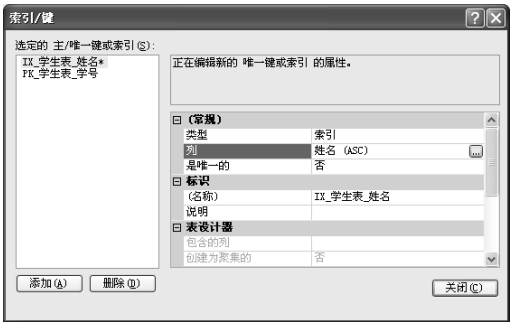 索引/键
选定的 主/唯一键或索引(S):
IX_学生表_姓名*
PK_学生表_学号
正在编辑新的 唯一键或索引 的属性。
(常规)
类型 索引
列 姓名 (ASC)
是唯一的 否
标识
(名称) IX_学生表_姓名
说明
表设计器
包含的列
创建为聚集的 否
添加(A) 删除(D) 关闭(C)